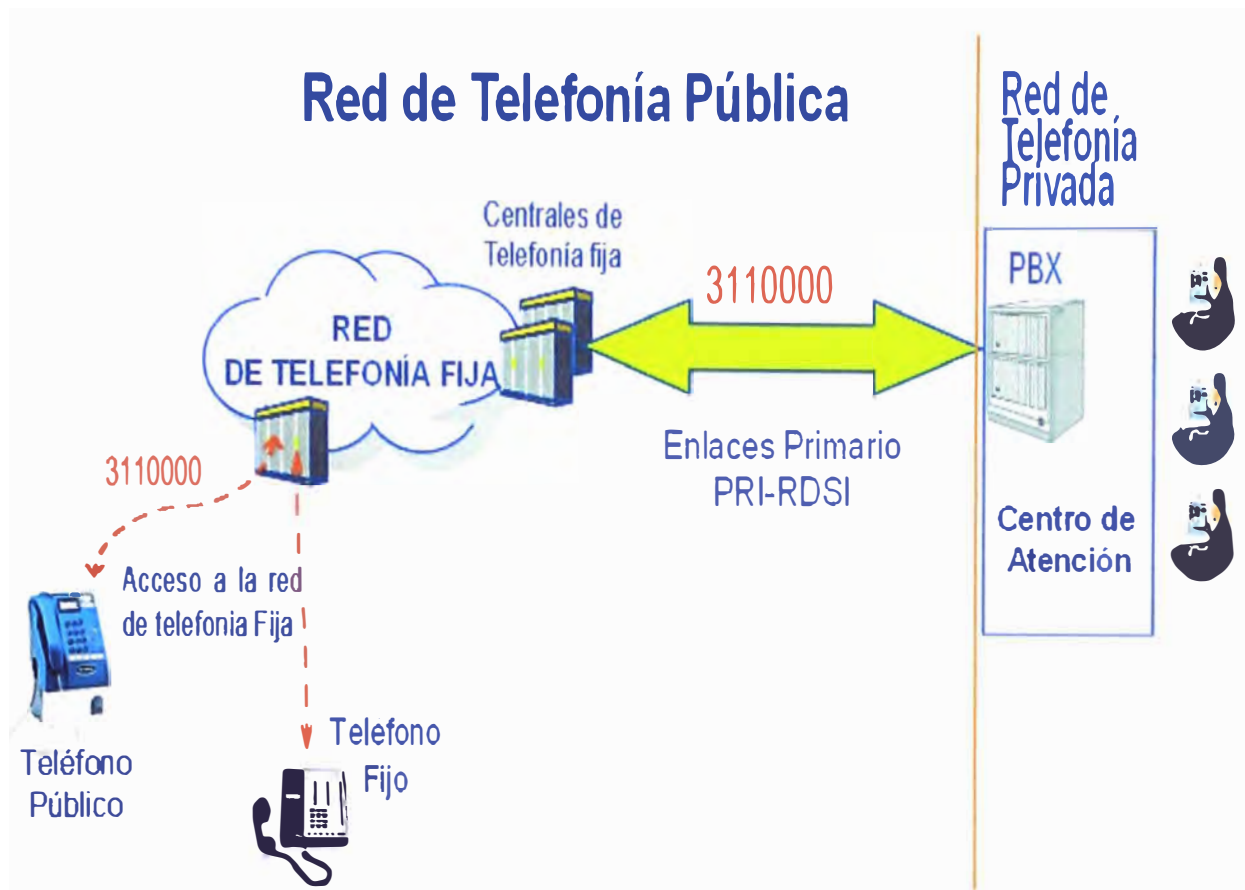 Red de Telefonía Pública
Red de
Telefonía
Privada
Centrales de
Telefonía fija
3110000
PBX
RED
DE TELEFONÍA FIJA
Enlaces Primario
PRI-RDSI
3110000
Centro de
Atención
Acceso a la red
de telefonia Fija
Telefono
Fijo
Teléfono
Público